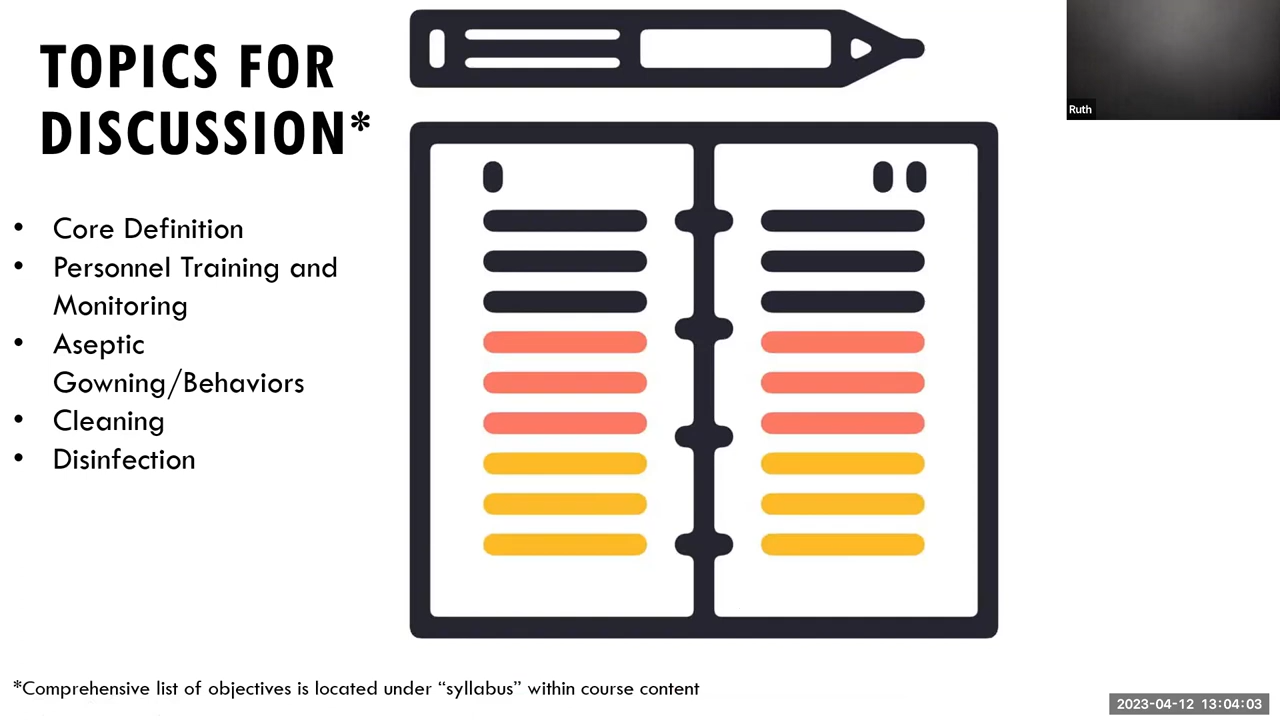 TOPICS FOR
DISCUSSION*
• Core Definition
• Personnel Training and
Monitoring
• Aseptic
Gowning/Behaviors
• Cleaning
• Disinfection
*Comprehensive list of objectives is located under “syllabus” within course content
Ruth
2023-04-12 13:04:03